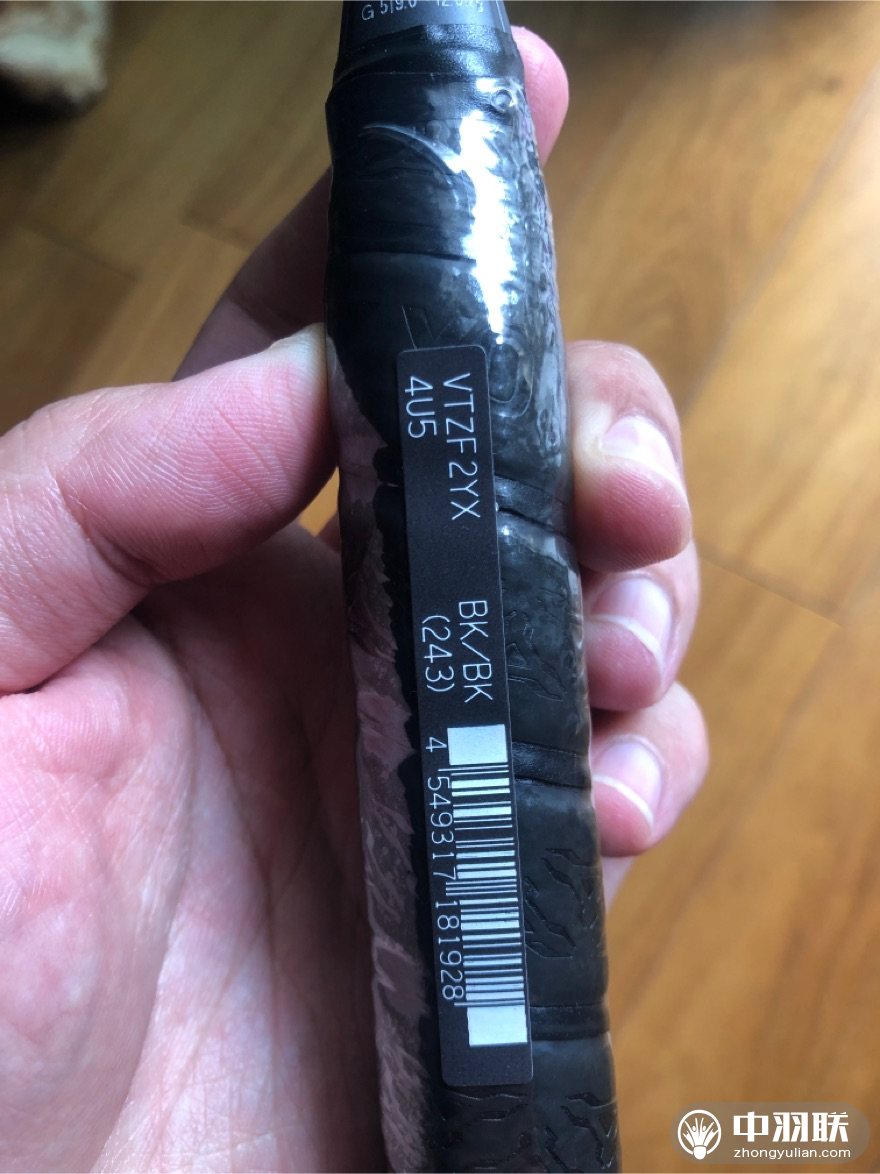 VTZF2YX BK/BK
4U5 (243)
4 549317 181928
中羽联
zhongyulian.com